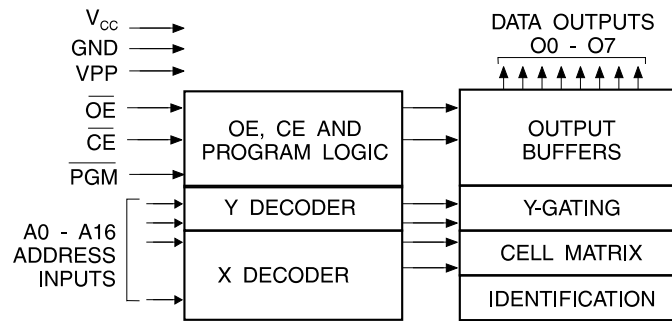 V_CC
GND
VPP
OE
CE
PGM
A0 - A16
ADDRESS
INPUTS
OE, CE AND
PROGRAM LOGIC
Y DECODER
X DECODER
DATA OUTPUTS
O0 - O7
OUTPUT
BUFFERS
Y-GATING
CELL MATRIX
IDENTIFICATION